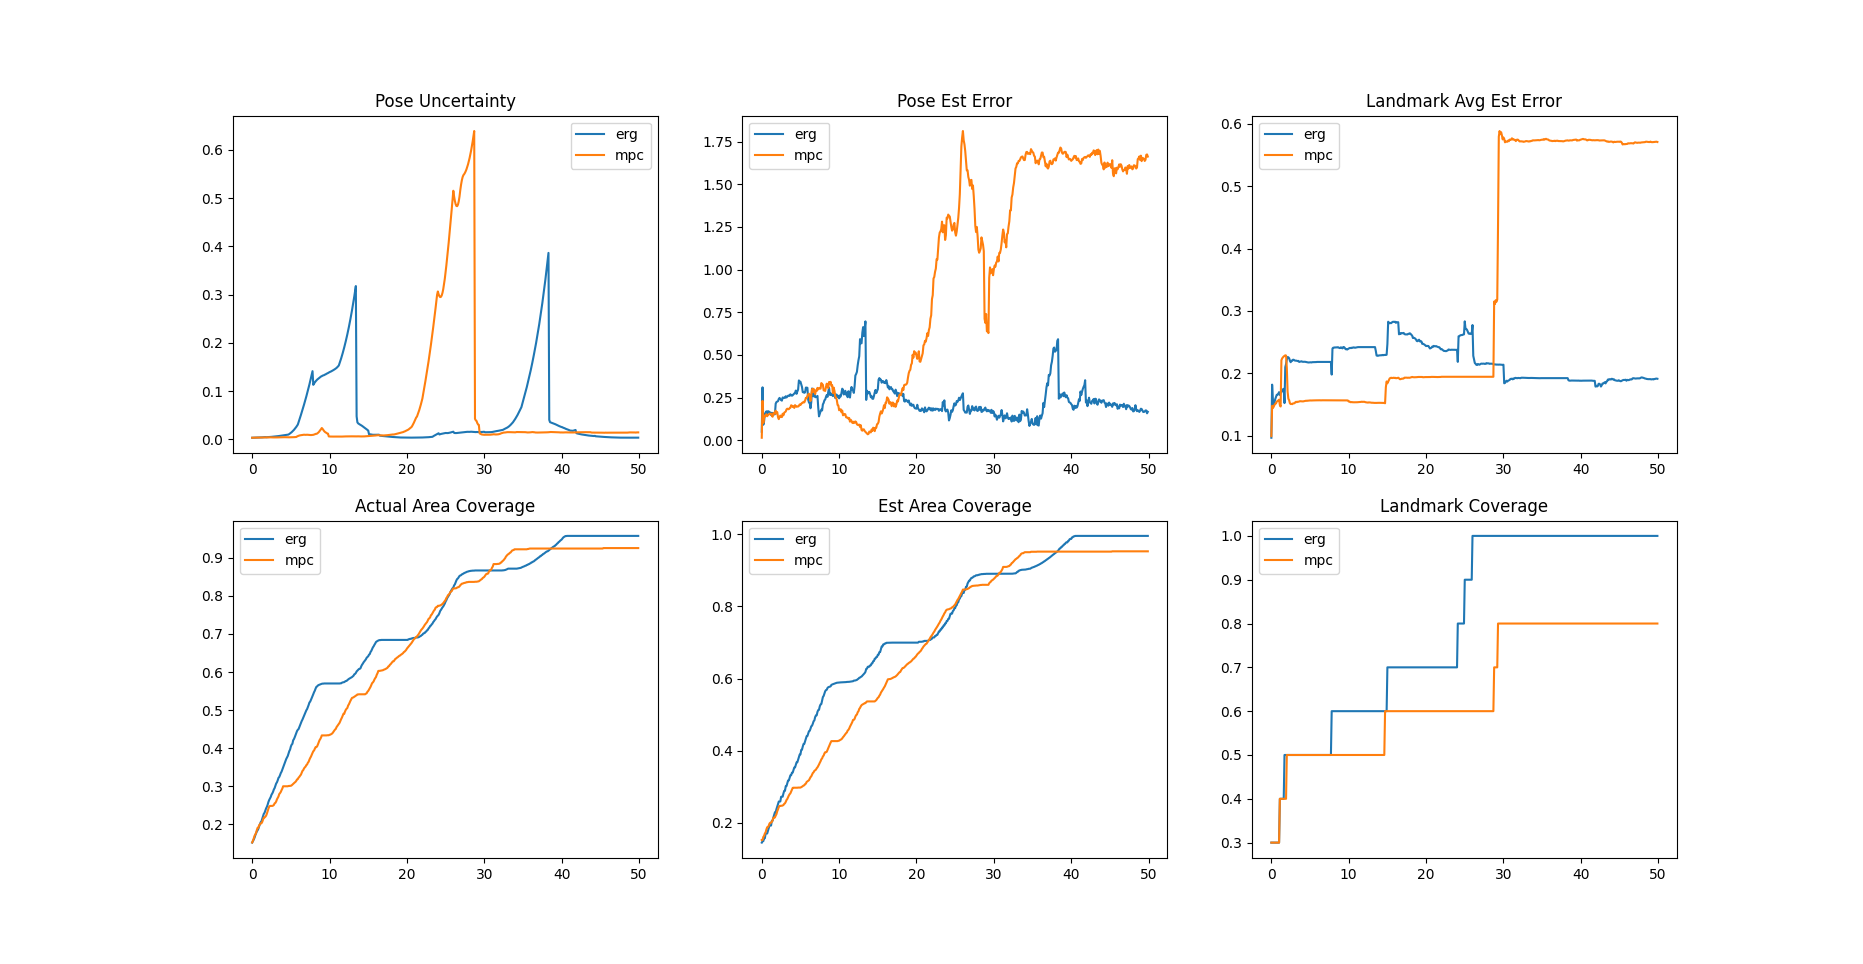 Pose Uncertainty
erg
mpc
0.6
0.5
0.4
0.3
0.2
0.1
0.0
0 10 20 30 40 50
Pose Est Error
erg
mpc
1.75
1.50
1.25
1.00
0.75
0.50
0.25
0.00
0 10 20 30 40 50
Landmark Avg Est Error
erg
mpc
0.6
0.5
0.4
0.3
0.2
0.1
0 10 20 30 40 50
Actual Area Coverage
erg
mpc
0.9
0.8
0.7
0.6
0.5
0.4
0.3
0.2
0 10 20 30 40 50
Est Area Coverage
erg
mpc
1.0
0.8
0.6
0.4
0.2
0 10 20 30 40 50
Landmark Coverage
erg
mpc
1.0
0.9
0.8
0.7
0.6
0.5
0.4
0.3
0 10 20 30 40 50